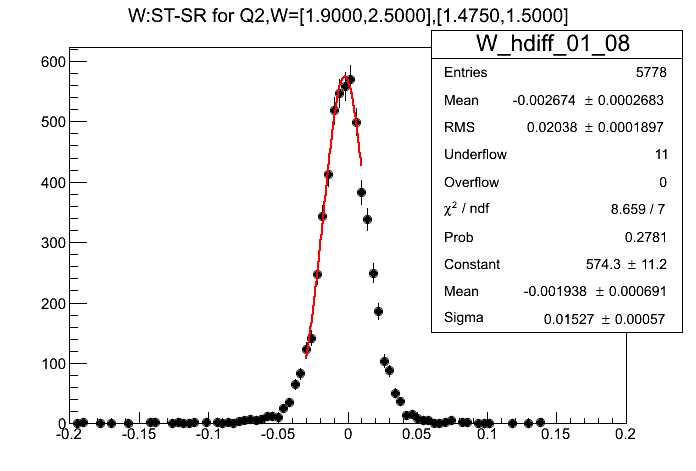 W:ST-SR for Q2,W=[1.9000,2.5000],[1.4750,1.5000]
W_hdiff_01_08
Entries 5778
Mean -0.002674 ± 0.0002683
RMS 0.02038 ± 0.0001897
Underflow 11
Overflow 0
χ² / ndf 8.659 / 7
Prob 0.2781
Constant 574.3 ± 11.2
Mean -0.001938 ± 0.000691
Sigma 0.01527 ± 0.00057
600
500
400
300
200
100
0
-0.2 -0.15 -0.1 -0.05 0 0.05 0.1 0.15 0.2